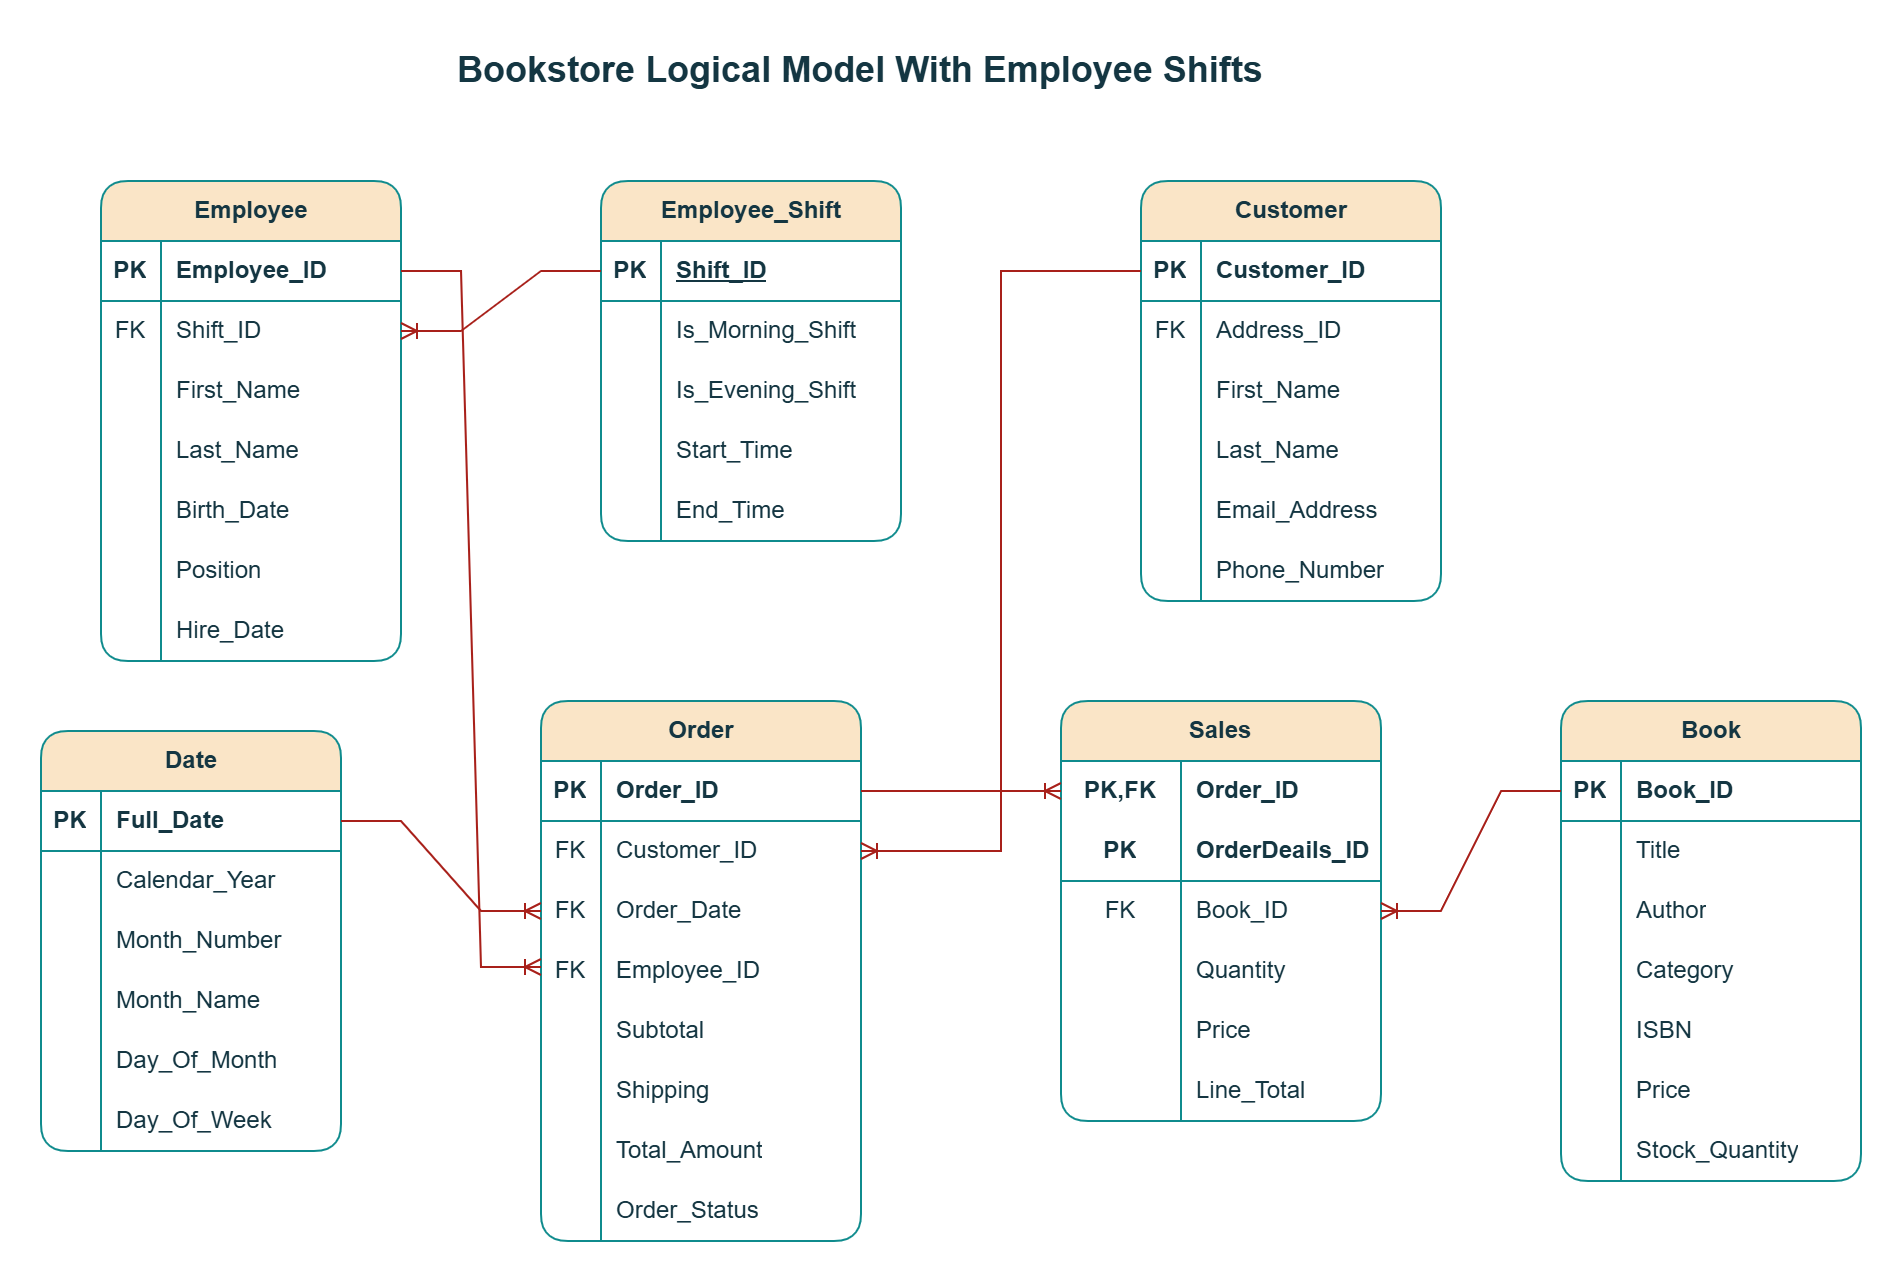 Bookstore Logical Model With Employee Shifts
Employee
PK Employee_ID
FK Shift_ID
First_Name
Last_Name
Birth_Date
Position
Hire_Date
Employee_Shift
PK Shift_ID
Is_Morning_Shift
Is_Evening_Shift
Start_Time
End_Time
Customer
PK Customer_ID
FK Address_ID
First_Name
Last_Name
Email_Address
Phone_Number
Date
PK Full_Date
Calendar_Year
Month_Number
Month_Name
Day_Of_Month
Day_Of_Week
Order
PK Order_ID
FK Customer_ID
FK Order_Date
FK Employee_ID
Subtotal
Shipping
Total_Amount
Order_Status
Sales
PK,FK Order_ID
PK OrderDeails_ID
FK Book_ID
Quantity
Price
Line_Total
Book
PK Book_ID
Title
Author
Category
ISBN
Price
Stock_Quantity